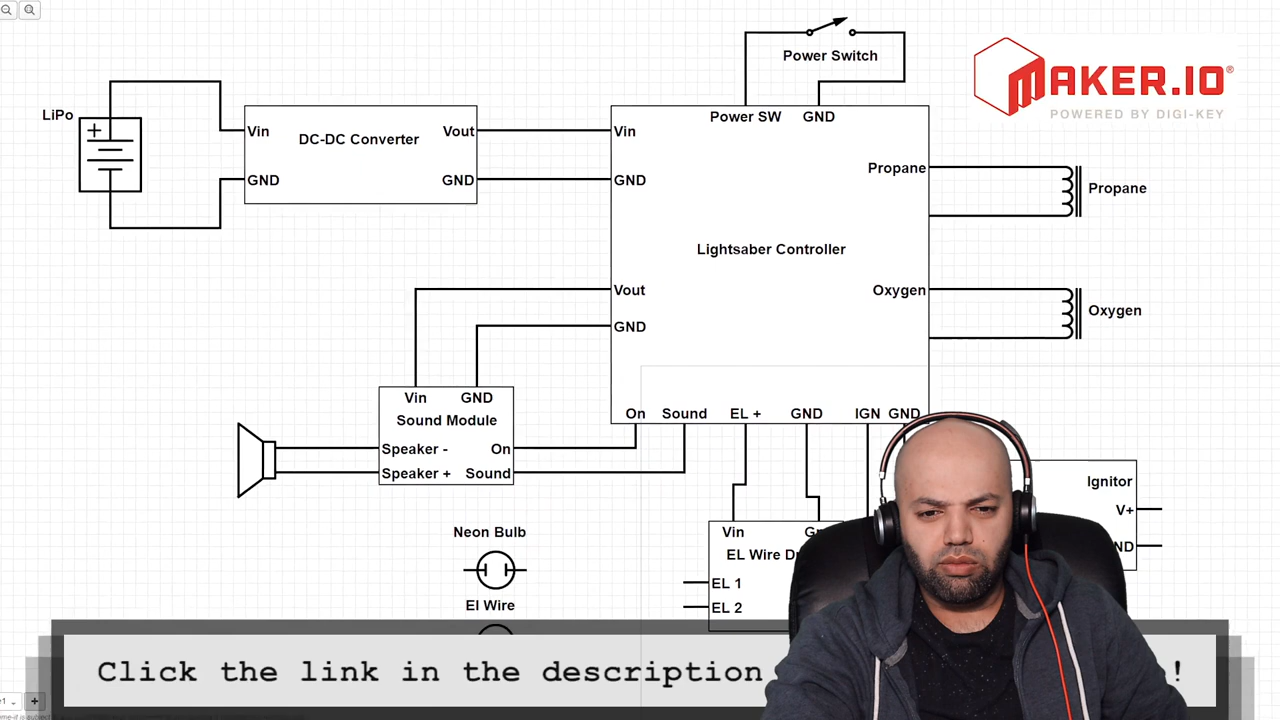 Power Switch
MAKER.IO®
POWERED BY DIGI-KEY
LiPo
Vin
DC-DC Converter
Vout
GND
GND
Power SW
GND
Vin
GND
Propane
Propane
Lightsaber Controller
Vout
GND
Oxygen
Oxygen
On
Sound
EL +
GND
IGN
GND
Vin
GND
Sound Module
Speaker -
On
Speaker +
Sound
Ignitor
V+
Neon Bulb
Vin
EL Wire
EL 1
EL 2
El Wire
Click the link in the description
!